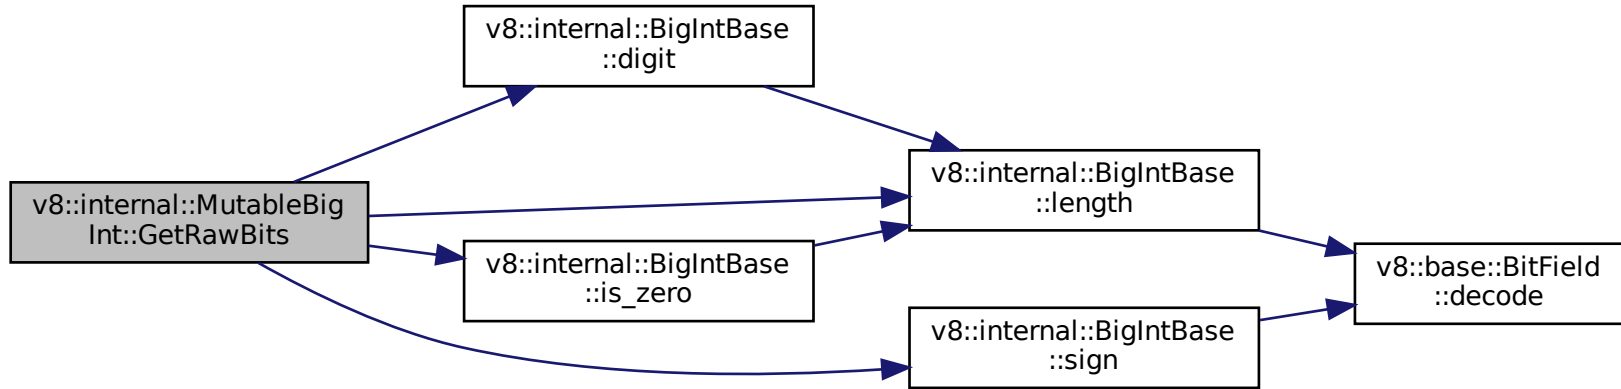 v8::internal::MutableBig
Int::GetRawBits
v8::internal::BigIntBase
::digit
v8::internal::BigIntBase
::length
v8::internal::BigIntBase
::is_zero
v8::internal::BigIntBase
::sign
v8::base::BitField
::decode